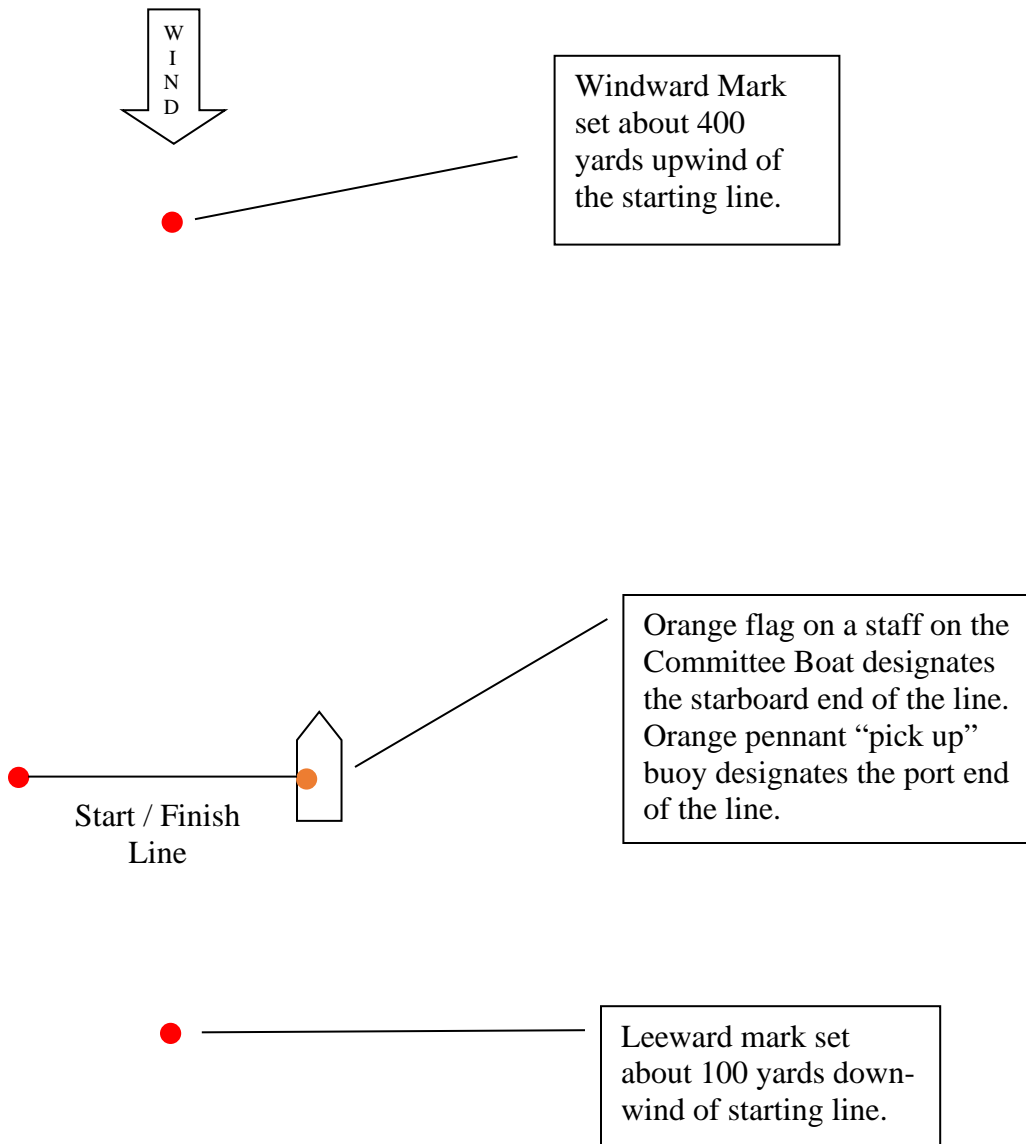 W
I
N
D
Windward Mark
set about 400
yards upwind of
the starting line.
Orange flag on a staff on the
Committee Boat designates
the starboard end of the line.
Orange pennant “pick up”
buoy designates the port end
of the line.
Start / Finish
Line
Leeward mark set
about 100 yards down-
wind of starting line.